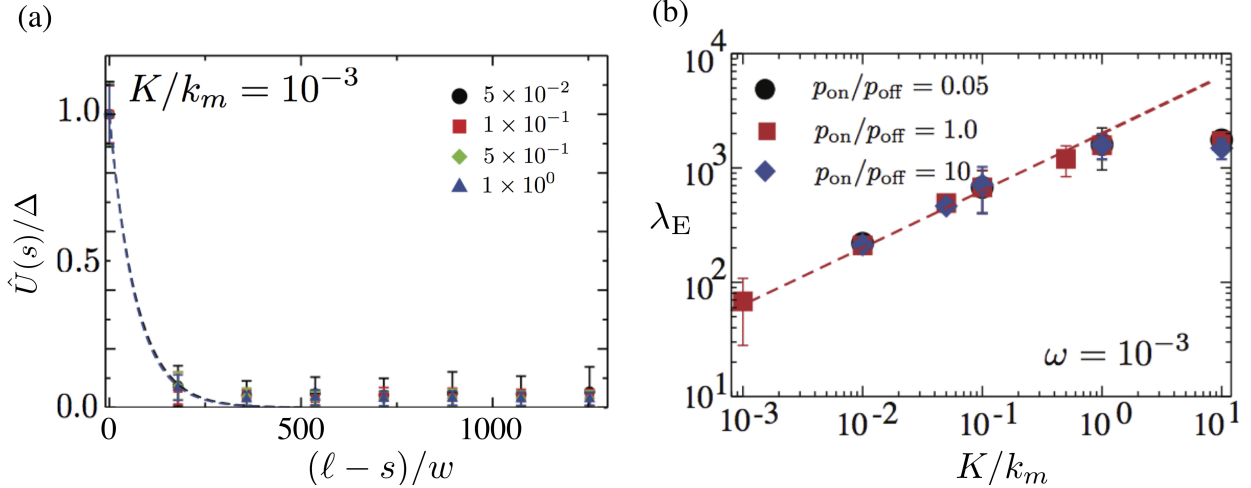 (a)
K/k_m = 10^{-3}
5 × 10^{-2}
1 × 10^{-1}
5 × 10^{-1}
1 × 10^0
1.0
0.5
0.0
Û(s)/Δ
0
500
1000
(ℓ − s)/w
(b)
p_on/p_off = 0.05
p_on/p_off = 1.0
p_on/p_off = 10
ω = 10^{-3}
10^4
10^3
10^2
10^1
λ_E
10^{-3}
10^{-2}
10^{-1}
10^0
10^1
K/k_m